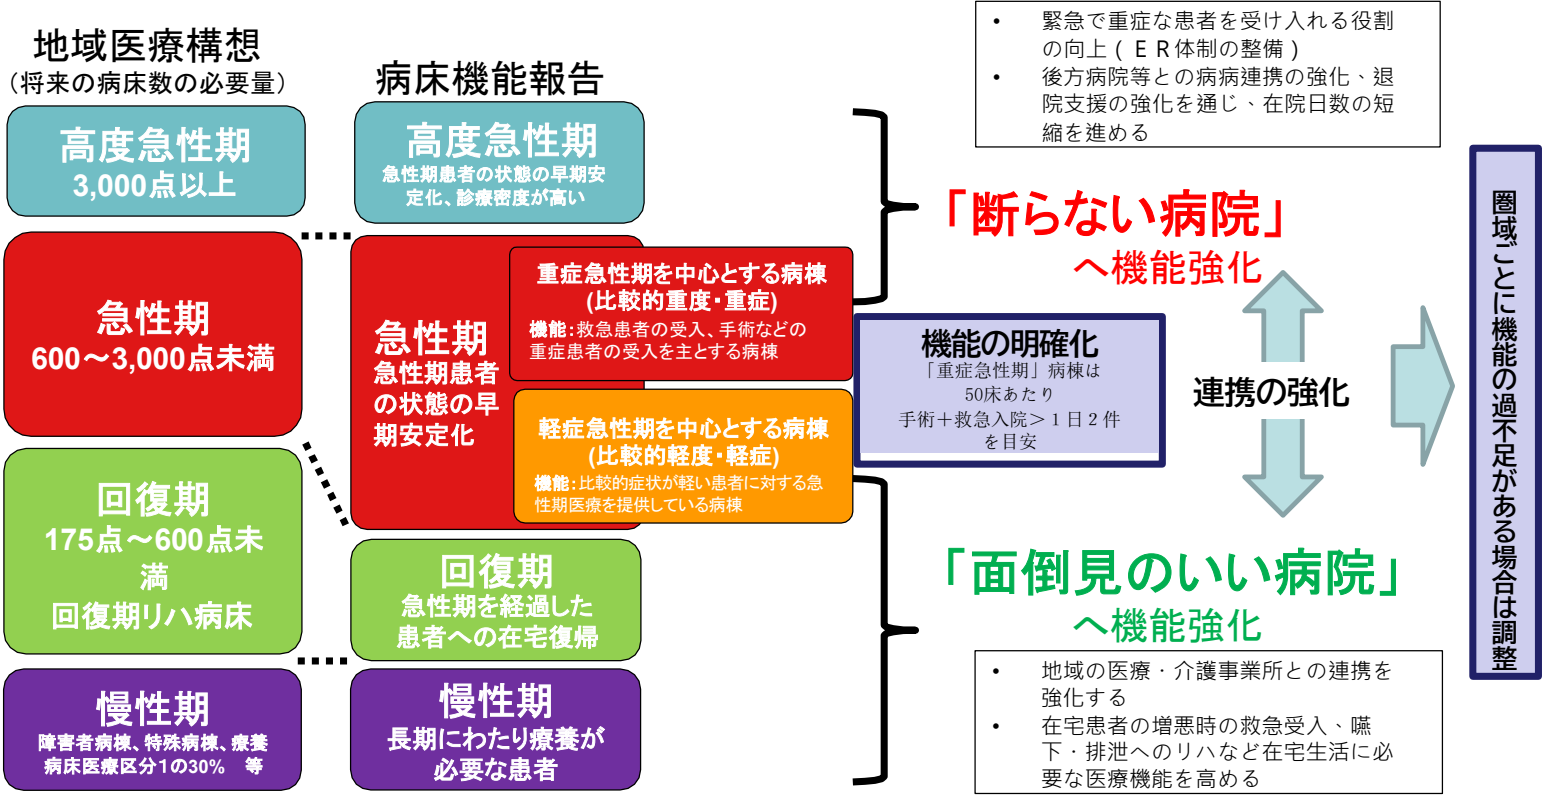 地域医療構想
（将来の病床数の必要量）
高度急性期
3,000点以上
急性期
600～3,000点未満
回復期
175点～600点未
満
回復期リハ病床
慢性期
障害者病棟、特殊病棟、療養
病床医療区分1の30%　等
病床機能報告
高度急性期
急性期患者の状態の早期安
定化、診療密度が高い
急性期
急性期患者
の状態の早
期安定化
重症急性期を中心とする病棟
(比較的重度・重症)
機能：救急患者の受入、手術などの
重症患者の受入を主とする病棟
軽症急性期を中心とする病棟
(比較的軽度・軽症)
機能：比較的症状が軽い患者に対する急
性期医療を提供している病棟
回復期
急性期を経過した
患者への在宅復帰
慢性期
長期にわたり療養が
必要な患者
機能の明確化
「重症急性期」病棟は
50床あたり
手術＋救急入院＞１日２件
を目安
• 緊急で重症な患者を受け入れる役割
の向上（ＥＲ体制の整備）
• 後方病院等との病病連携の強化、退
院支援の強化を通じ、在院日数の短
縮を進める
「断らない病院」
へ機能強化
連携の強化
「面倒見のいい病院」
へ機能強化
• 地域の医療・介護事業所との連携を
強化する
• 在宅患者の増悪時の救急受入、嚥
下・排泄へのリハなど在宅生活に必
要な医療機能を高める
圏域ごとに機能の過不足がある場合は調整